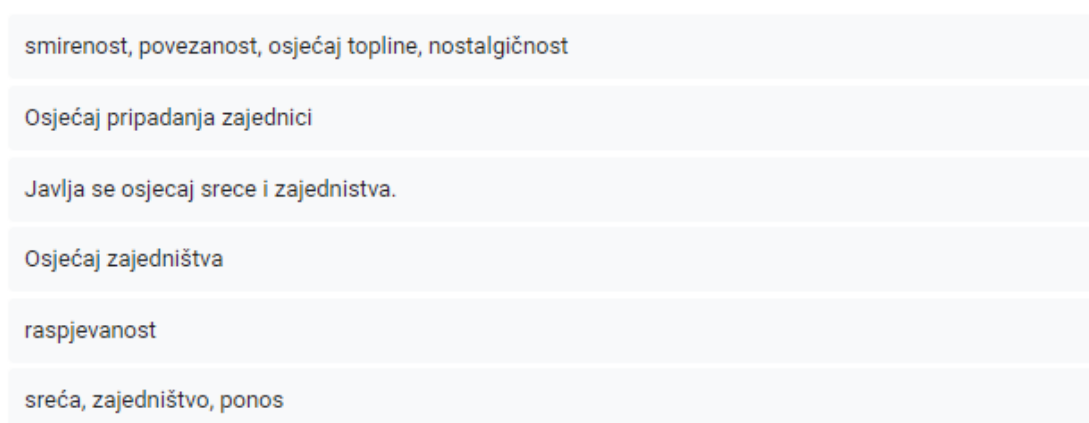 smirenost, povezanost, osjećaj topline, nostalgičnost
Osjećaj pripadanja zajednici
Javlja se osjecaj srece i zajednistva.
Osjećaj zajedništva
raspjevanost
sreća, zajedništvo, ponos